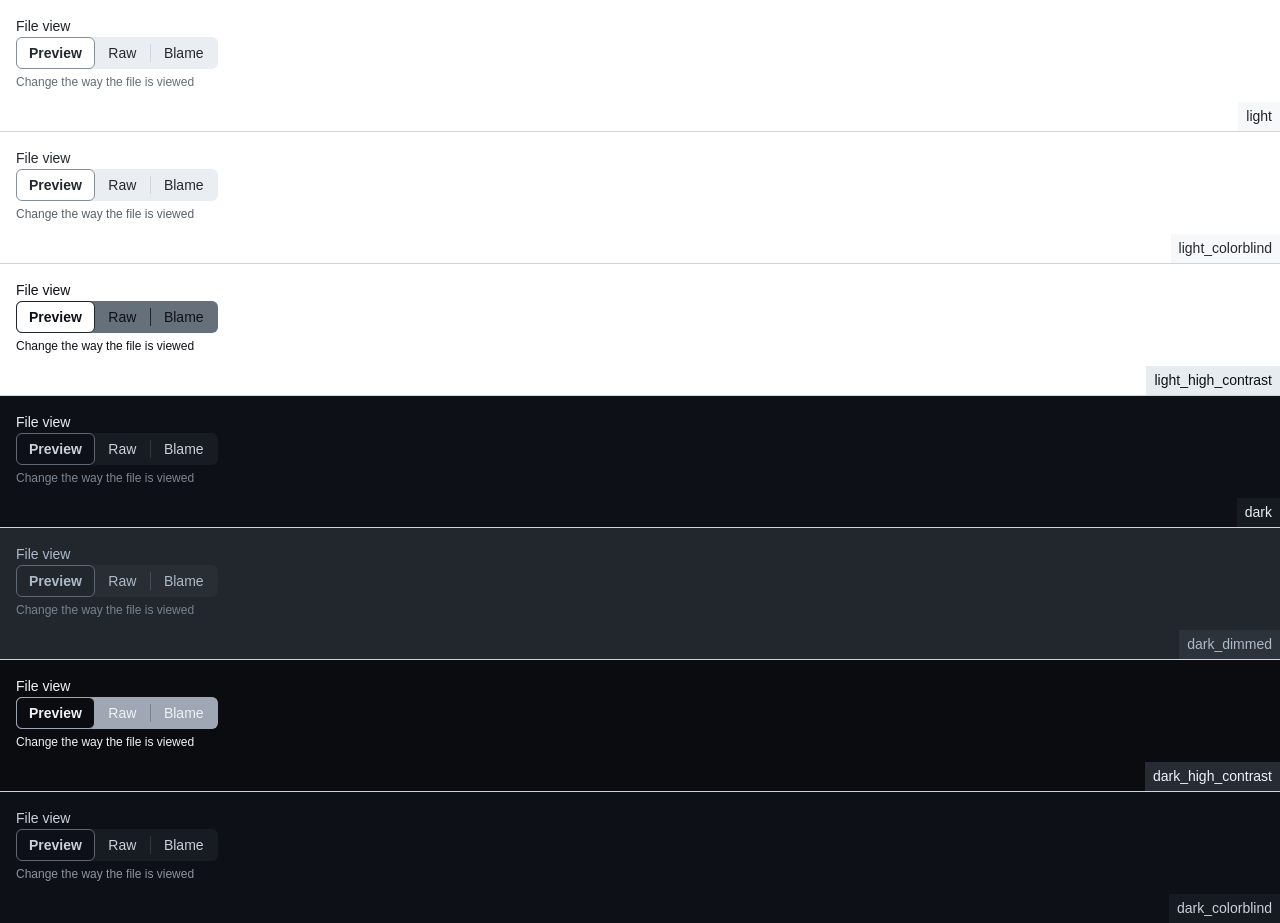 File view
Preview Raw Blame
Change the way the file is viewed
light
File view
Preview Raw Blame
Change the way the file is viewed
light_colorblind
File view
Preview Raw Blame
Change the way the file is viewed
light_high_contrast
File view
Preview Raw Blame
Change the way the file is viewed
dark
File view
Preview Raw Blame
Change the way the file is viewed
dark_dimmed
File view
Preview Raw Blame
Change the way the file is viewed
dark_high_contrast
File view
Preview Raw Blame
Change the way the file is viewed
dark_colorblind